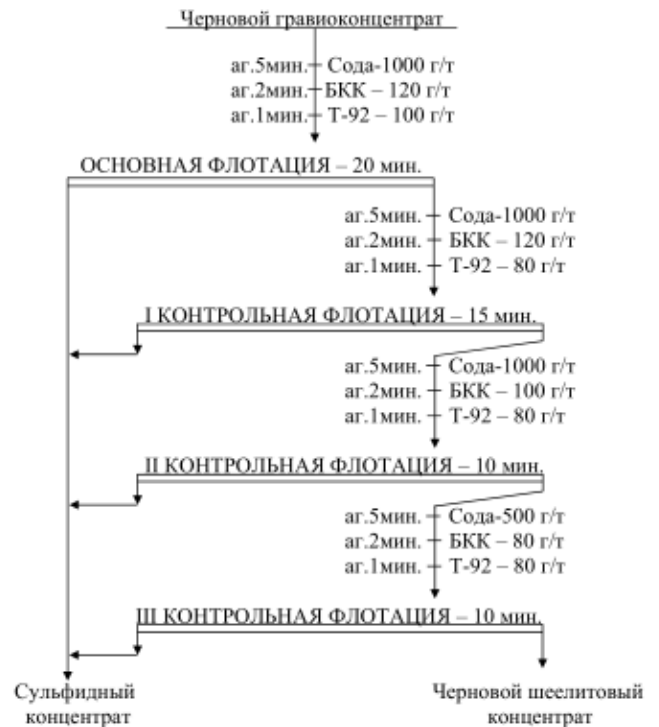 Черновой гравиоконцентрат
аг.5мин. Сода-1000 г/т
аг.2мин. БКК – 120 г/т
аг.1мин. Т-92 – 100 г/т
ОСНОВНАЯ ФЛОТАЦИЯ – 20 мин.
аг.5мин. Сода-1000 г/т
аг.2мин. БКК – 120 г/т
аг.1мин. Т-92 – 80 г/т
I КОНТРОЛЬНАЯ ФЛОТАЦИЯ – 15 мин.
аг.5мин. Сода-1000 г/т
аг.2мин. БКК – 100 г/т
аг.1мин. Т-92 – 80 г/т
II КОНТРОЛЬНАЯ ФЛОТАЦИЯ – 10 мин.
аг.5мин. Сода-500 г/т
аг.2мин. БКК – 80 г/т
аг.1мин. Т-92 – 80 г/т
III КОНТРОЛЬНАЯ ФЛОТАЦИЯ – 10 мин.
Сульфидный
концентрат
Черновой шеелитовый
концентрат